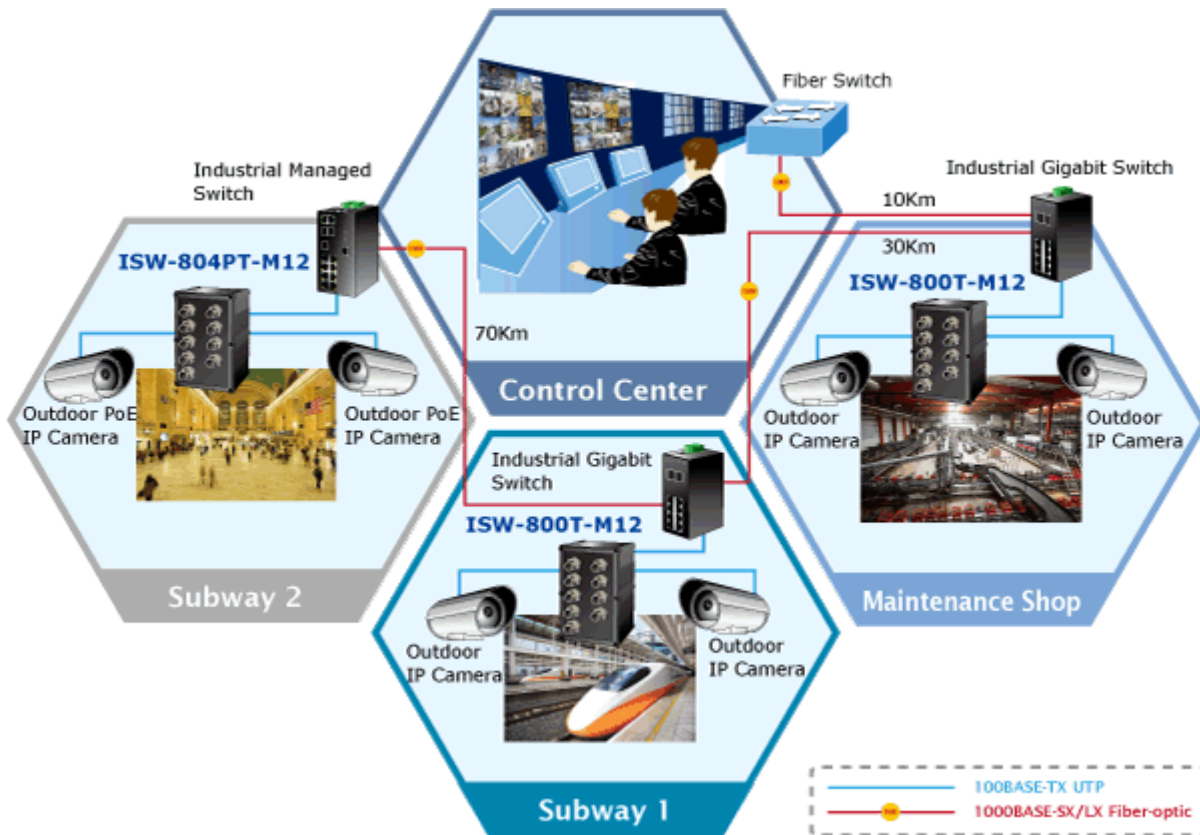 Fiber Switch
Industrial Managed
Switch
Industrial Gigabit Switch
10Km
30Km
ISW-804PT-M12
ISW-800T-M12
70Km
Control Center
Outdoor PoE
IP Camera
Outdoor PoE
IP Camera
Outdoor
IP Camera
Outdoor
IP Camera
Industrial Gigabit
Switch
ISW-800T-M12
Subway 2
Maintenance Shop
Outdoor
IP Camera
Outdoor
IP Camera
Subway 1
100BASE-TX UTP
1000BASE-SX/LX Fiber-optic